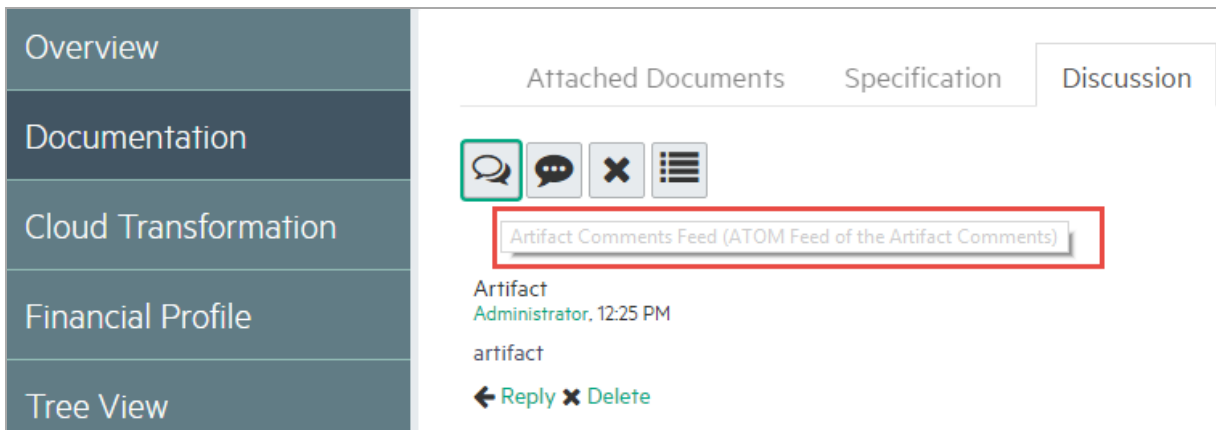 Overview
Documentation
Cloud Transformation
Financial Profile
Tree View
Attached Documents Specification Discussion
Artifact Comments Feed (ATOM Feed of the Artifact Comments)
Artifact
Administrator, 12:25 PM
artifact
Reply Delete